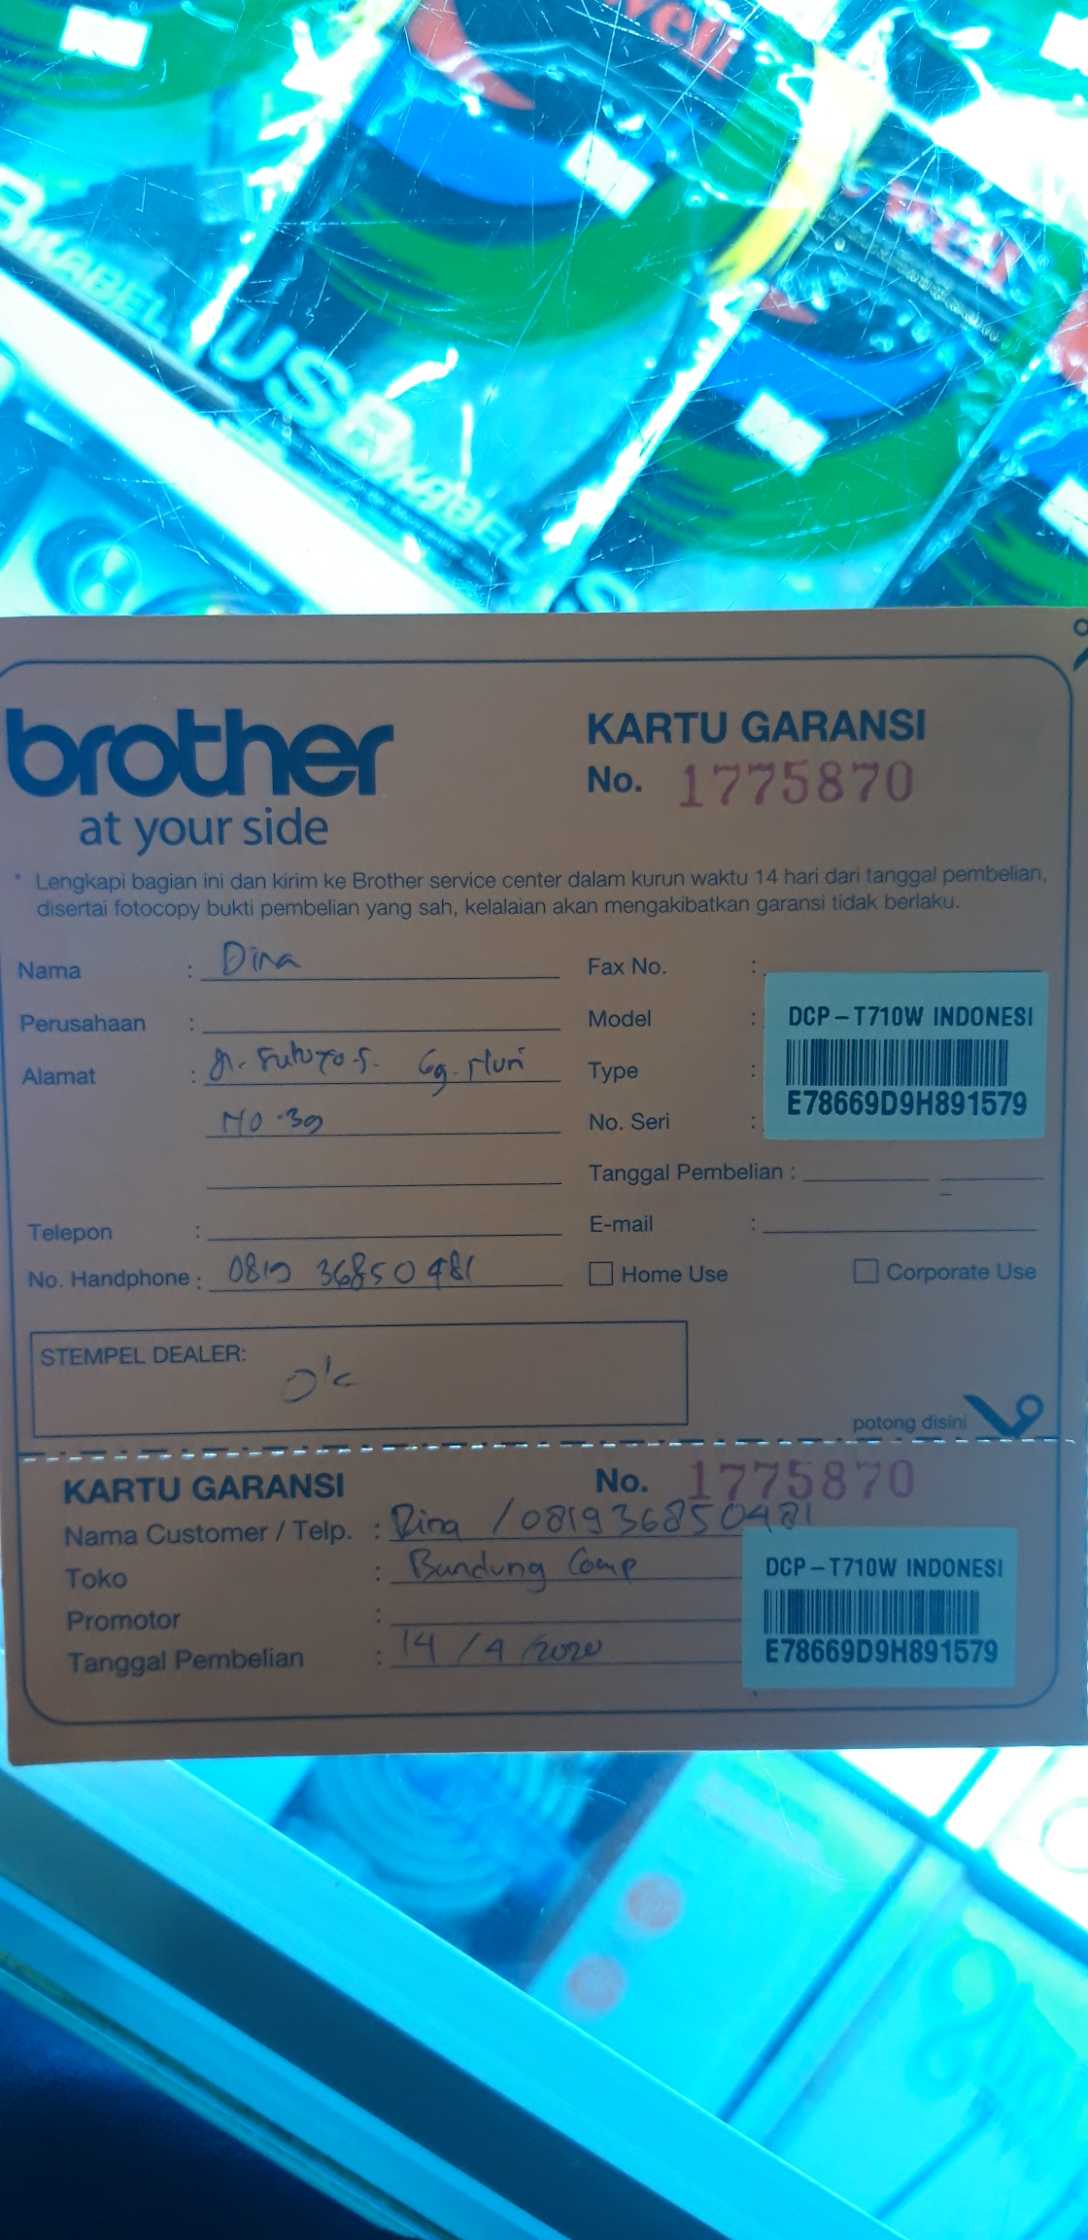 USB KABEL
brother
at your side
KARTU GARANSI
No. 1775870
* Lengkapi bagian ini dan kirim ke Brother service center dalam kurun waktu 14 hari dari tanggal pembelian,
disertai fotocopy bukti pembelian yang sah, kelalaian akan mengakibatkan garansi tidak berlaku.
Nama : Dina
Perusahaan :
Alamat : Jl. Gg.
No. 39
Telepon :
No. Handphone : 0819 36850481
Fax No. :
Model :
Type :
No. Seri :
DCP-T710W INDONESI
E78669D9H891579
Tanggal Pembelian :
E-mail :
Home Use Corporate Use
STEMPEL DEALER:
potong disini
KARTU GARANSI No. 1775870
Nama Customer / Telp. : Dina / 081936850481
Toko : Bandung Comp
Promotor :
Tanggal Pembelian : 14/4/2020
DCP-T710W INDONESI
E78669D9H891579